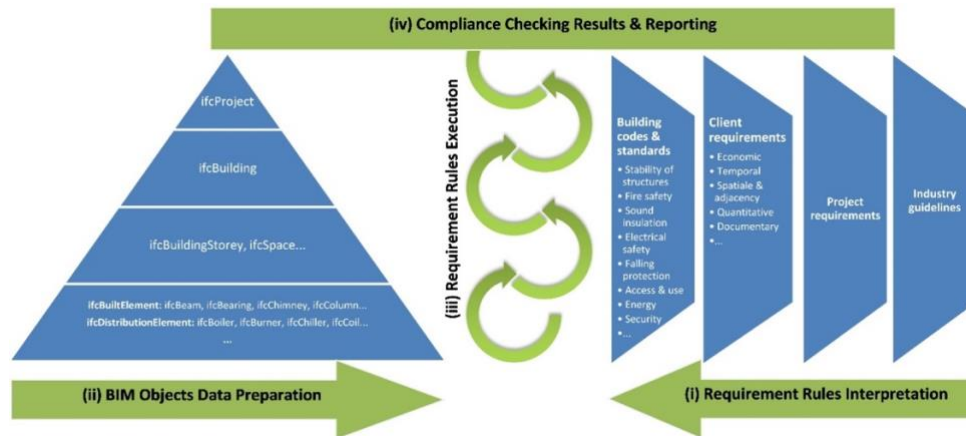 (iv) Compliance Checking Results & Reporting
ifcProject
ifcBuilding
ifcBuildingStorey, ifcSpace...
ifcBuiltElement: ifcBeam, ifcBearing, ifcChimney, ifcColumn...
ifcDistributionElement: ifcBoiler, ifcBurner, ifcChiller, ifcCoil...
...
(iii) Requirement Rules Execution
Building
codes &
standards
• Stability of
structures
• Fire safety
• Sound
insulation
• Electrical
safety
• Falling
protection
• Access & use
• Energy
• Security
•...
Client
requirements
• Economic
• Temporal
• Spatiale &
adjacency
• Quantitative
• Documentary
•...
Project
requirements
Industry
guidelines
(ii) BIM Objects Data Preparation
(i) Requirement Rules Interpretation